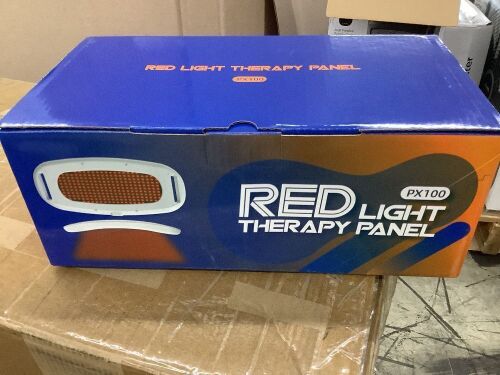 RED LIGHT THERAPY PANEL
PX100
RED LIGHT
PX100
THERAPY PANEL